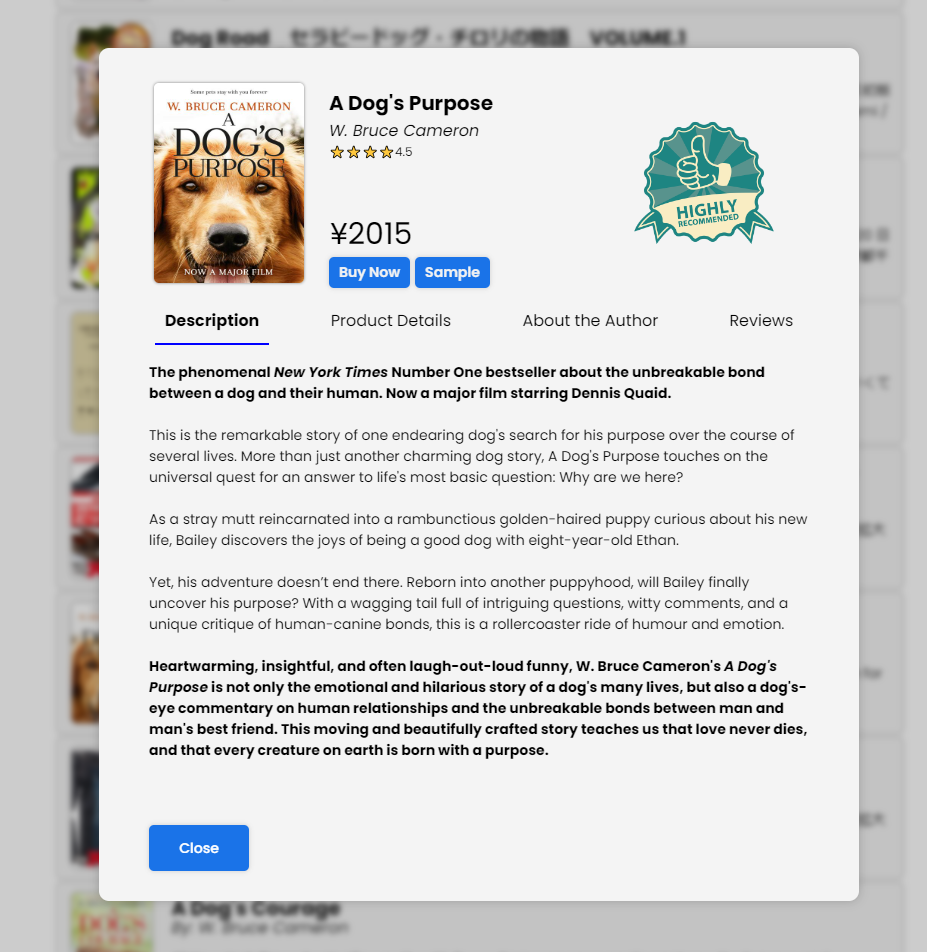 Dog Road セラピードッグ・チロリの物語 VOLUME.1
Some pets stay with you forever
W. BRUCE CAMERON
A
DOG'S
PURPOSE
NOW A MAJOR FILM
A Dog's Purpose
W. Bruce Cameron
4.5
¥2015
Buy Now Sample
HIGHLY
RECOMMENDED
Description Product Details About the Author Reviews
The phenomenal New York Times Number One bestseller about the unbreakable bond
between a dog and their human. Now a major film starring Dennis Quaid.
This is the remarkable story of one endearing dog's search for his purpose over the course of
several lives. More than just another charming dog story, A Dog's Purpose touches on the
universal quest for an answer to life's most basic question: Why are we here?
As a stray mutt reincarnated into a rambunctious golden-haired puppy curious about his new
life, Bailey discovers the joys of being a good dog with eight-year-old Ethan.
Yet, his adventure doesn’t end there. Reborn into another puppyhood, will Bailey finally
uncover his purpose? With a wagging tail full of intriguing questions, witty comments, and a
unique critique of human-canine bonds, this is a rollercoaster ride of humour and emotion.
Heartwarming, insightful, and often laugh-out-loud funny, W. Bruce Cameron's A Dog's
Purpose is not only the emotional and hilarious story of a dog's many lives, but also a dog's-
eye commentary on human relationships and the unbreakable bonds between man and
man's best friend. This moving and beautifully crafted story teaches us that love never dies,
and that every creature on earth is born with a purpose.
Close
A Dog's Courage
By: W. Bruce Cameron